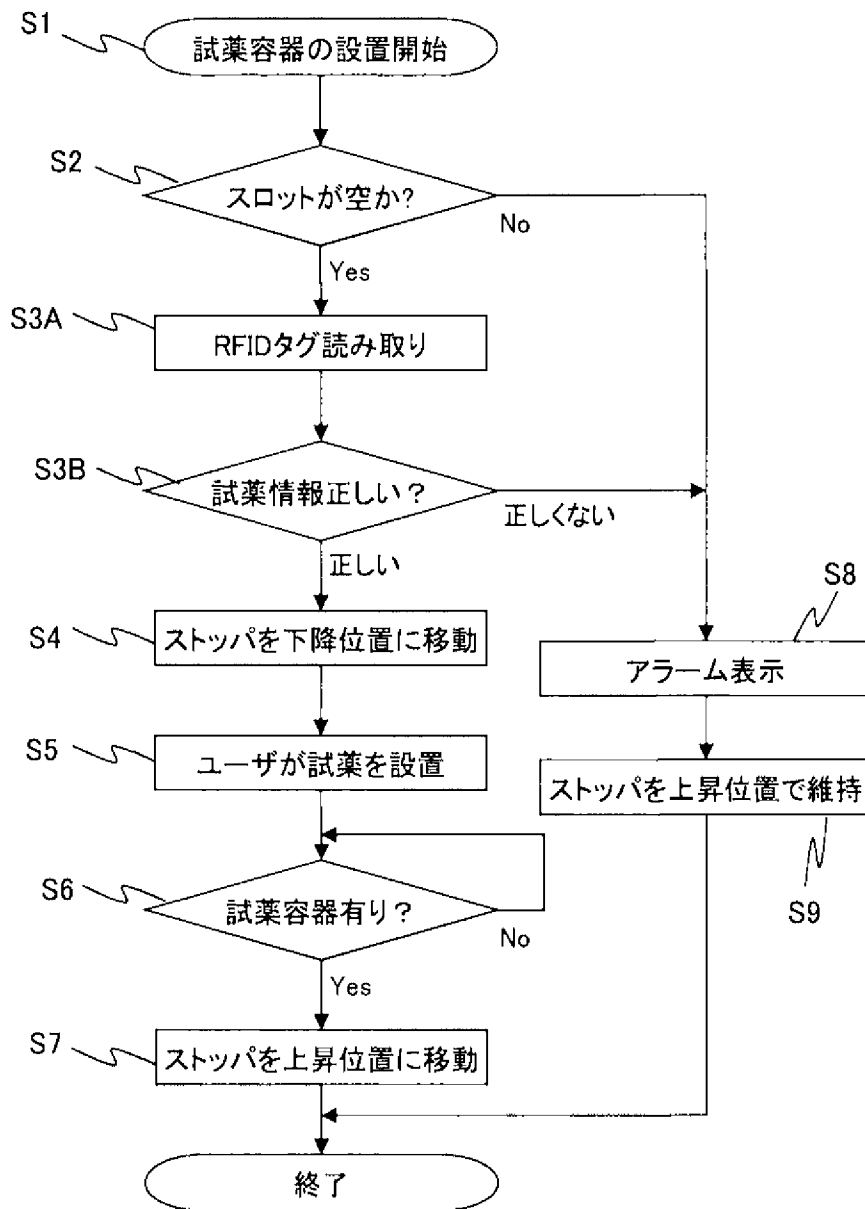 S1
試薬容器の設置開始
S2
スロットが空か?
No
Yes
S3A
RFIDタグ読み取り
S3B
試薬情報正しい？
正しくない
正しい
S8
S4
ストッパを下降位置に移動
アラーム表示
S5
ユーザが試薬を設置
ストッパを上昇位置で維持
S6
試薬容器有り？
No
S9
Yes
S7
ストッパを上昇位置に移動
終了